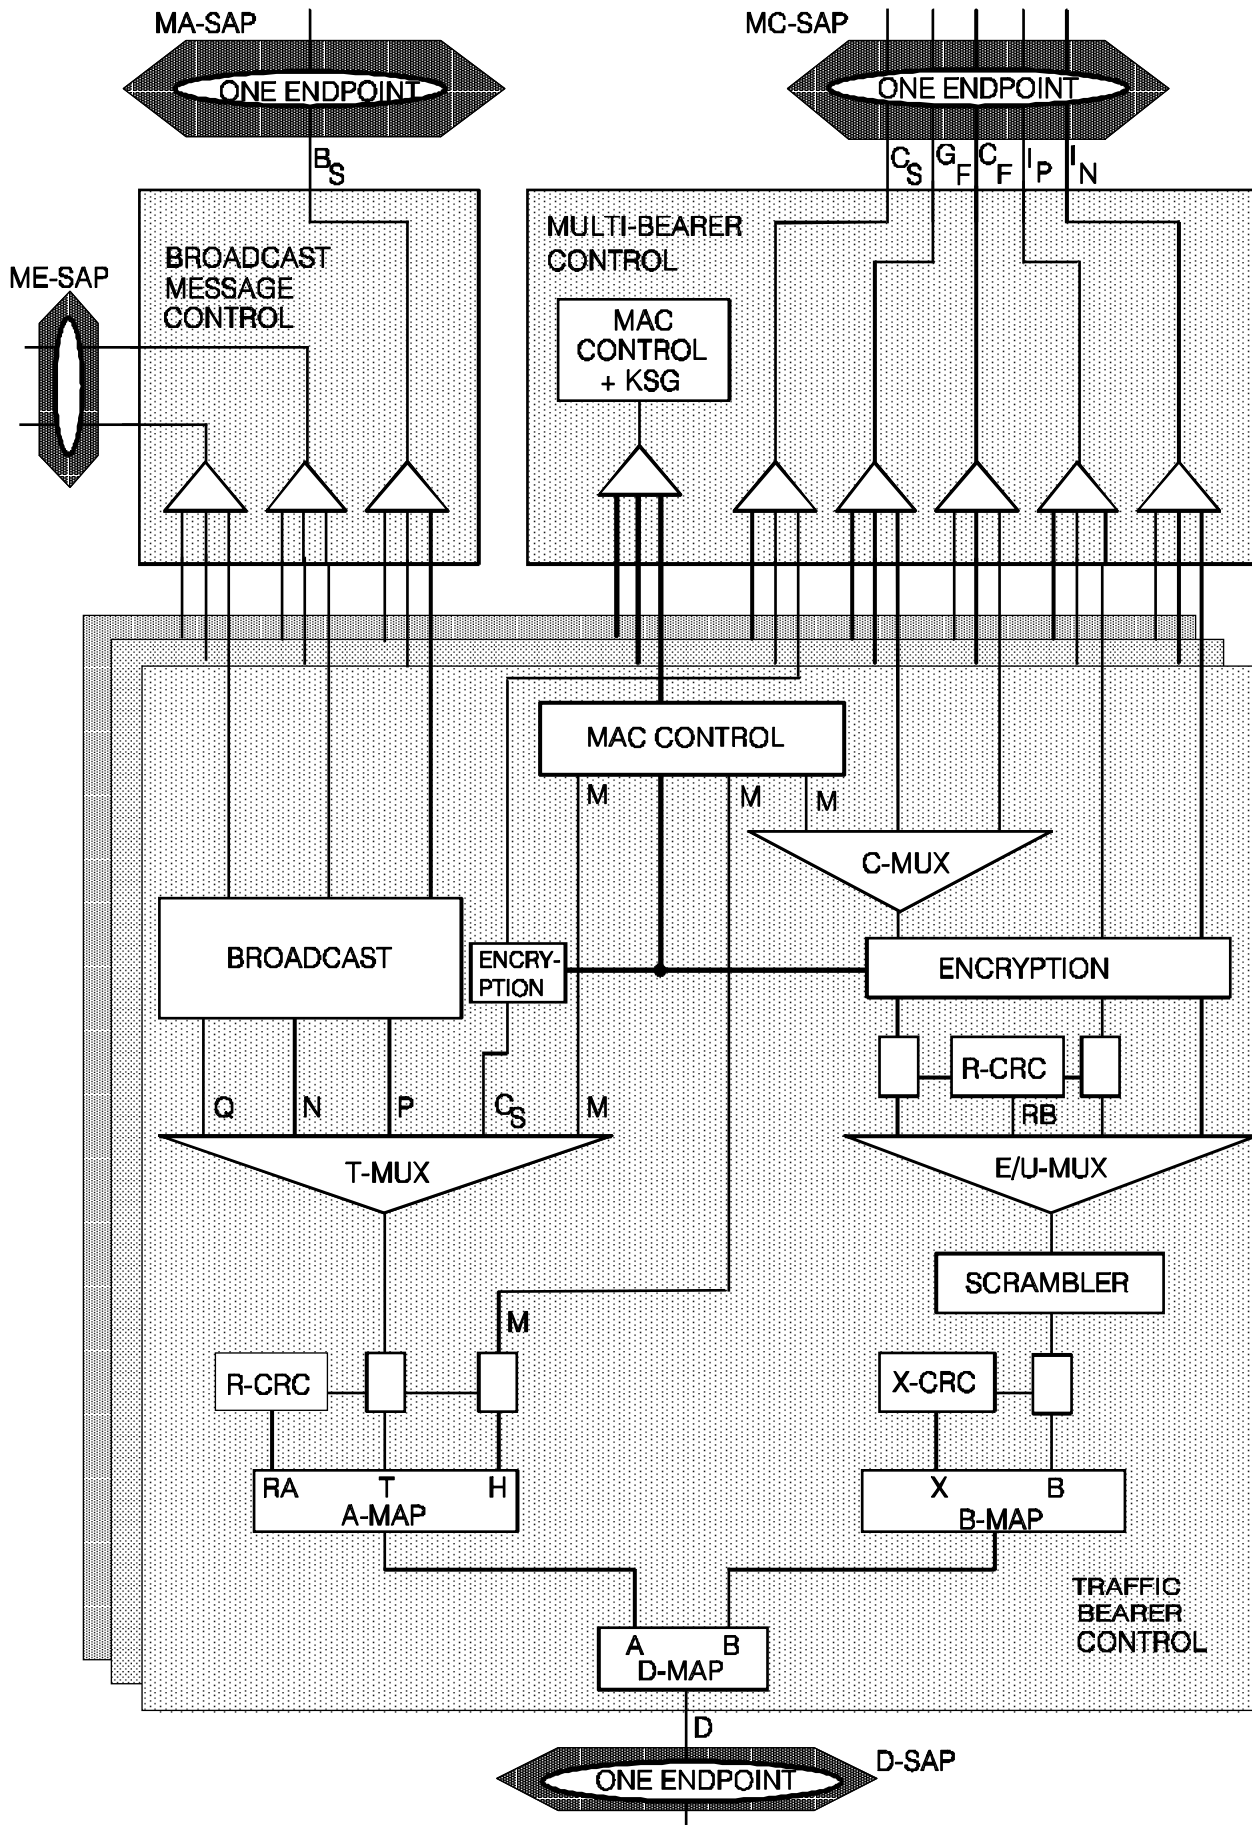 MA-SAP
MC-SAP
ONE ENDPOINT
ONE ENDPOINT
BS
CS
GF
CF
IP
IN
ME-SAP
BROADCAST
MESSAGE
CONTROL
MULTI-BEARER
CONTROL
MAC
CONTROL
+ KSG
MAC CONTROL
M
M
M
C-MUX
BROADCAST
ENCRY-
PTION
ENCRYPTION
R-CRC
Q
N
P
CS
M
RB
T-MUX
E/U-MUX
SCRAMBLER
M
R-CRC
X-CRC
RA
T
H
A-MAP
X
B
B-MAP
TRAFFIC
BEARER
CONTROL
A
B
D-MAP
D
D-SAP
ONE ENDPOINT